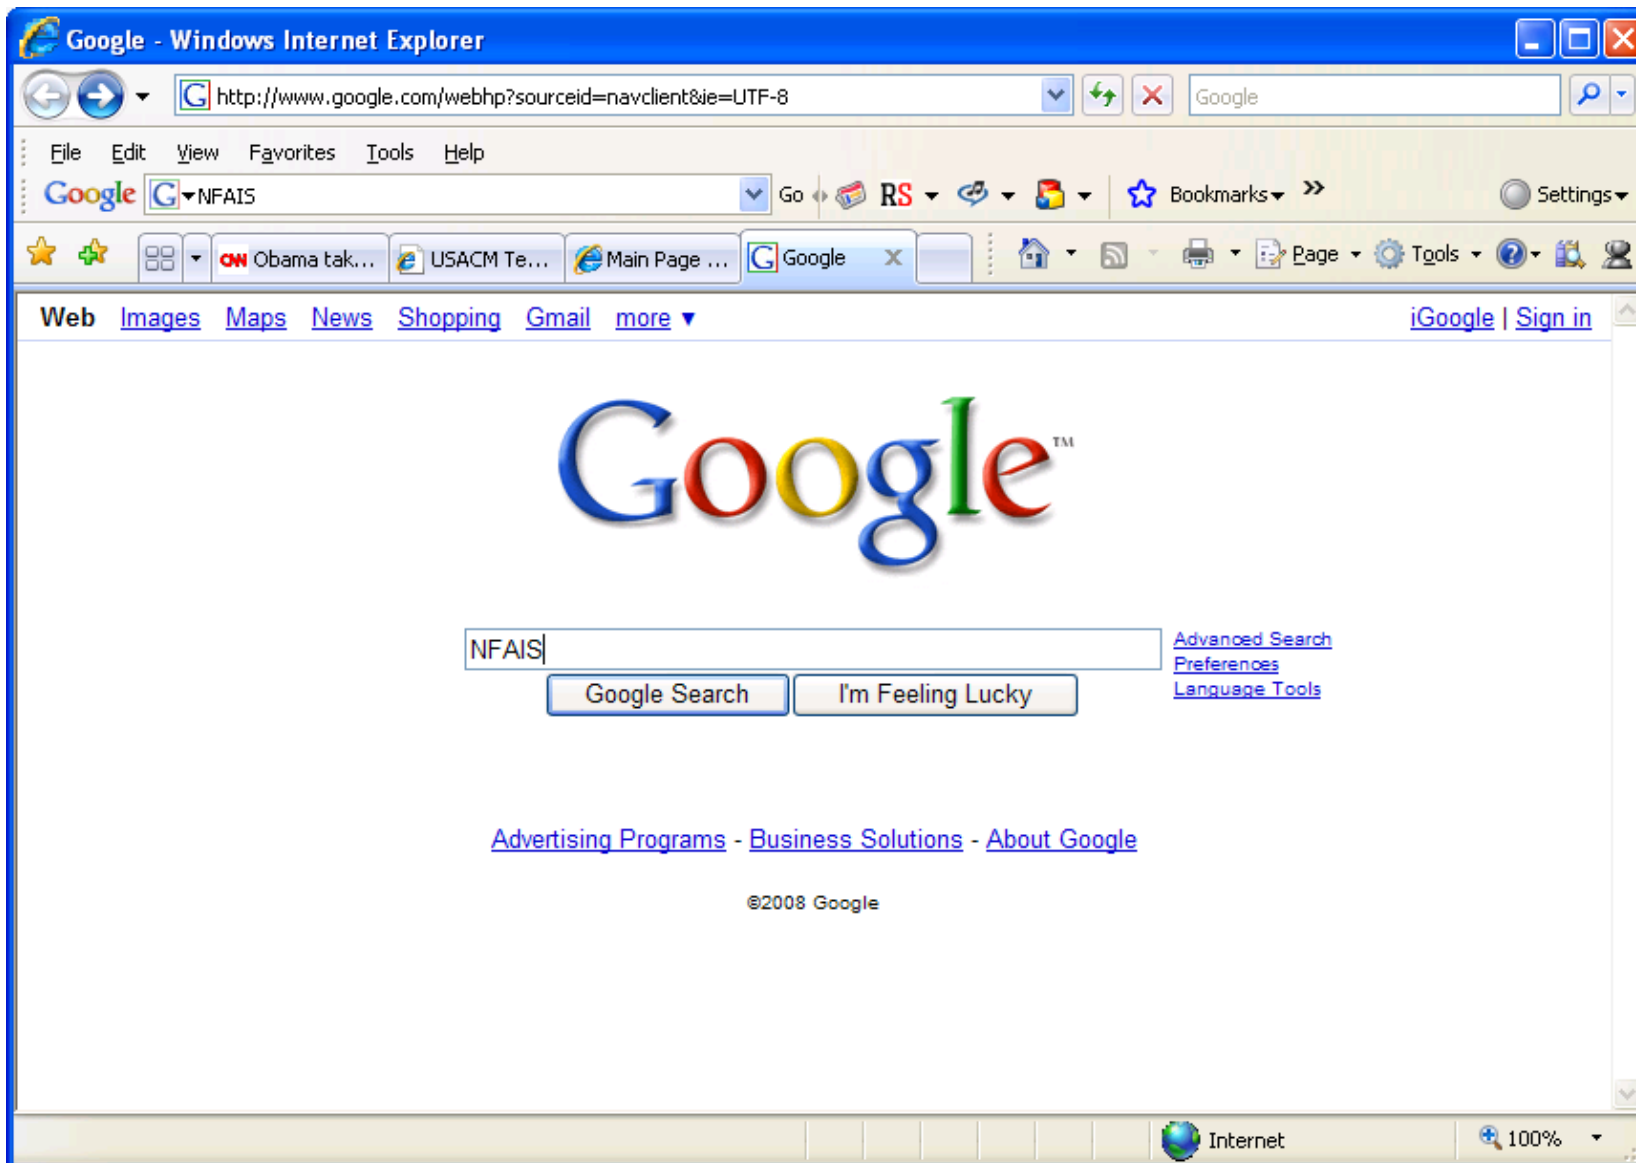 Google - Windows Internet Explorer
http://www.google.com/webhp?sourceid=navclient&ie=UTF-8 Google
File Edit View Favorites Tools Help
Google NFAIS Go RS Bookmarks Settings
CNN Obama tak... USACM Te... Main Page ... Google Page Tools
Web Images Maps News Shopping Gmail more iGoogle | Sign in
Google™
NFAIS
Advanced Search
Preferences
Language Tools
Google Search I'm Feeling Lucky
Advertising Programs - Business Solutions - About Google
©2008 Google
Internet 100%